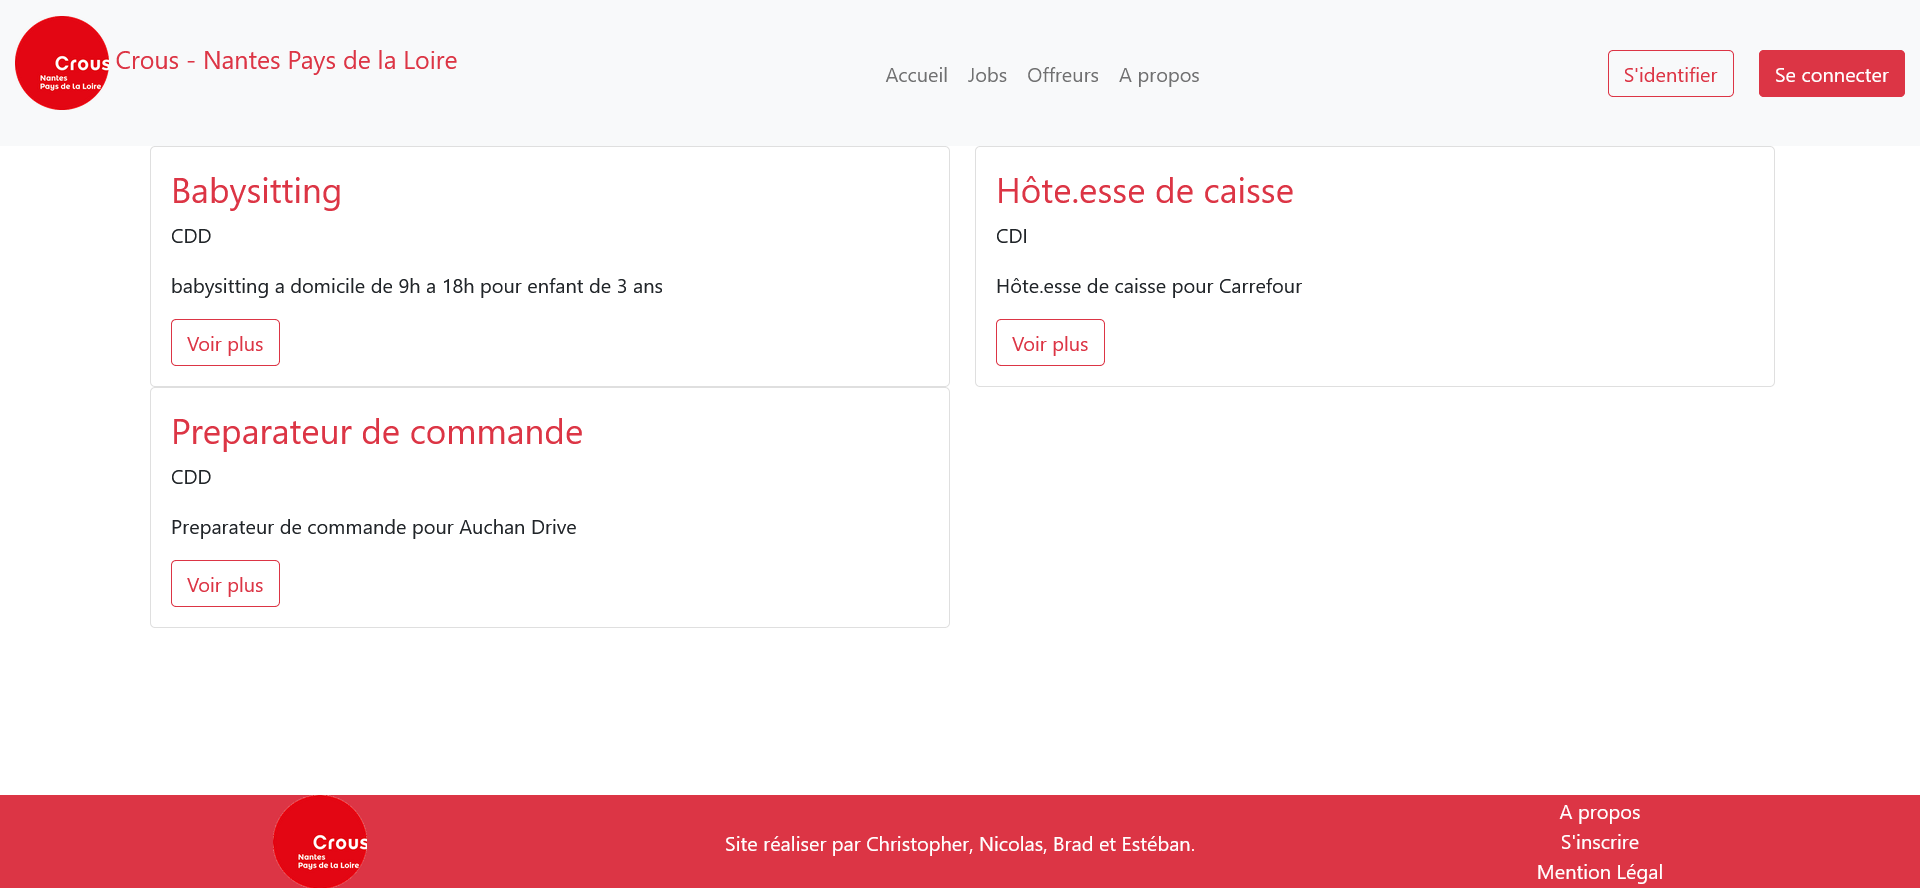 Crous
Nantes
Pays de la Loire
Crous - Nantes Pays de la Loire
Accueil
Jobs
Offreurs
A propos
S'identifier
Se connecter
Babysitting
CDD
babysitting a domicile de 9h a 18h pour enfant de 3 ans
Voir plus
Hôte.esse de caisse
CDI
Hôte.esse de caisse pour Carrefour
Voir plus
Preparateur de commande
CDD
Preparateur de commande pour Auchan Drive
Voir plus
Crous
Nantes
Pays de la Loire
Site réaliser par Christopher, Nicolas, Brad et Estéban.
A propos
S'inscrire
Mention Légal